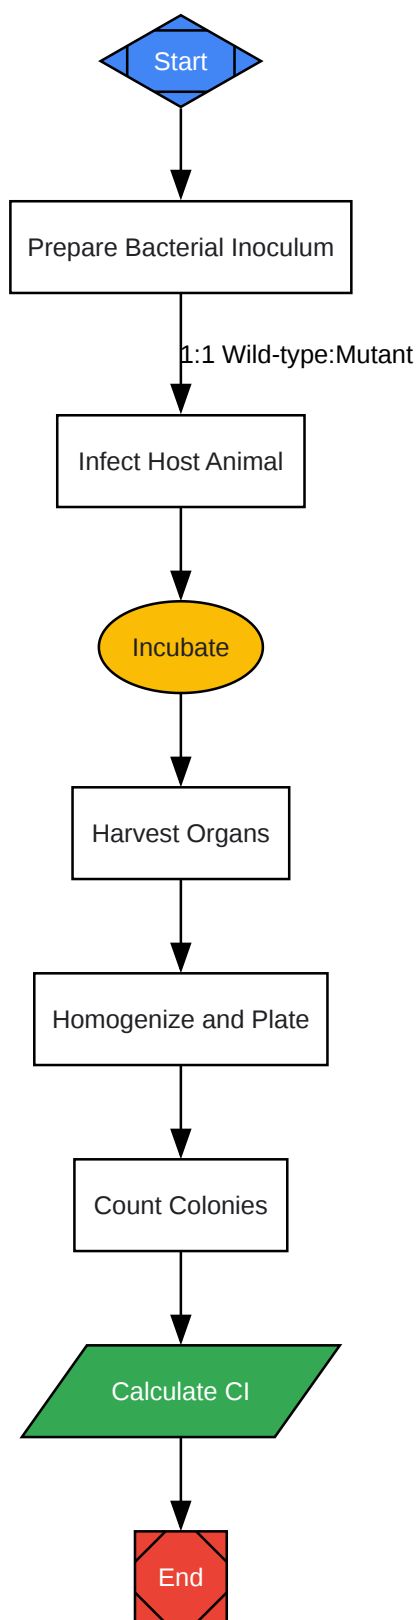 Start
Prepare Bacterial Inoculum
1:1 Wild-type:Mutant
Infect Host Animal
Incubate
Harvest Organs
Homogenize and Plate
Count Colonies
Calculate CI
End